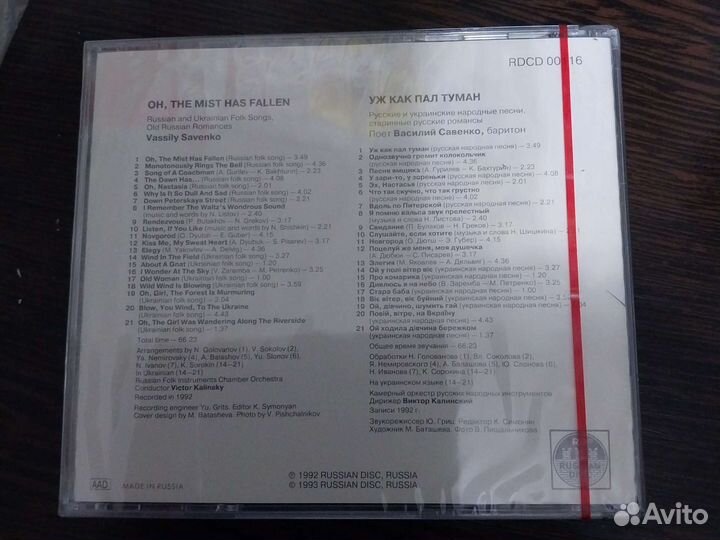 RDCD 00116
OH, THE MIST HAS FALLEN
Russian and Ukrainian Folk Songs,
Old Russian Romances
Vassily Savenko
1 Oh, The Mist Has Fallen (Russian folk song) – 3.49
2 Monotonously Rings The Bell (Russian folk song) – 4.36
3 Song of A Coachman (A. Gurilev – K. Bakhturin) – 2.23
4 The Dawn Has... (Russian folk song) – 4.08
5 Oh, Nastasia (Russian folk song) – 2.01
6 Why Is It So Dull And Sad (Russian folk song) – 4.02
7 Down Peterskaya Street (Russian folk song) – 2.21
8 I Remember The Waltz's Wondrous Sound
(music and words by N. Listov) – 2.40
9 Rendezvous (P. Bulakhov – N. Grekov) – 3.17
10 Listen, If You Like (music and words by N. Shishkin)
11 Novgorod (O. Dyutsh – E. Guber) – 4.15
12 Kiss Me, My Sweat Heart (A. Dyubuk – S. Pisarev) – 3.17
13 Elegy (M. Yakovlev – A. Delvig) – 3.21
14 Wind In The Field (Ukrainian folk song) – 3.27
15 About A Gnat (Ukrainian folk song) – 1.20
16 I Wonder At The Sky (V. Zaremba – M. Petrenko) – 3.25
17 Old Woman (Ukrainian folk song) – 1.00
18 Wild Wind Is Blowing (Ukrainian folk song) – 3.59
19 Oh, Girl, The Forest Is Murmuring
(Ukrainian folk song) – 2.04
20 Blow, You Wind, To The Ukraine
(Ukrainian folk song) – 4.43
21 Oh, The Girl Was Wandering Along The Riverside
(Ukrainian folk song) – 1.37
Total time – 66.23
Arrangements by N. Golovanov (1), V. Sokolov (2),
Ya. Nemirovsky (4), A. Balashov (5), Yu. Slonov (6),
N. Ivanov (7), K. Sorokin (14–21)
In Ukrainian (14–21)
Russian Folk Instruments Chamber Orchestra
Conductor Victor Kalinsky
Recorded in 1992
Recording engineer Yu. Grits. Editor K. Symonyan
Cover design by M. Batasheva. Photo by V. Pishchalnikov
УЖ КАК ПАЛ ТУМАН
Русские и украинские народные песни,
старинные русские романсы
Поет Василий Савенко, баритон
1 Уж как пал туман (русская народная песня) – 3.49
2 Однозвучно гремит колокольчик
(русская народная песня) – 4.36
3 Песня ямщика (А. Гурилев – К. Бахтурин) – 2.23
4 У зари-то, у зореньки (русская народная песня) – 4.08
5 Эх, Настасья (русская народная песня) – 2.01
6 Что так скучно, что так грустно
(русская народная песня) – 4.02
7 Вдоль по Питерской (русская народная песня) – 2.21
8 Я помню вальса звук прелестный
(музыка и слова Н. Листова) – 2.40
9 Свидание (П. Булахов – Н. Греков) – 3.17
10 Слушайте, если хотите (музыка и слова Н. Шишкина)
11 Новгород (О. Дютш – Э. Губер) – 4.15
12 Поцелуй же меня, моя душечка
(А. Дюбюк – С. Писарев) – 3.17
13 Элегия (М. Яковлев – А. Дельвиг) – 3.21
14 Ой у полі вітер віє (украинская народная песня) – 3.27
15 Про комарика (украинская народная песня) – 1.20
16 Дивлюсь я на небо (В. Заремба – М. Петренко) – 3.25
17 Стара баба (украинская народная песня) – 1.00
18 Віє вітер, віє буйний (украинская народная песня) – 3.59
19 Ой, дівчино, шумить гай (украинская народная песня) – 2.04
20 Повій, вітре, на Вкраїну
(украинская народная песня) – 4.43
21 Ой ходила дівчина бережком
(украинская народная песня) – 1.37
Общее время звучания – 66.23
Обработки Н. Голованова (1), Вл. Соколова (2),
Я. Немировского (4), А. Балашова (5), Ю. Слонова (6),
Н. Иванова (7), К. Сорокина (14–21)
На украинском языке (14–21)
Камерный оркестр русских народных инструментов
Дирижер Виктор Калинский
Записи 1992 г.
Звукорежиссер Ю. Гриц. Редактор К. Симонян
Художник М. Баташева. Фото В. Пищальникова
AAD
MADE IN RUSSIA
℗ 1992 RUSSIAN DISC, RUSSIA
© 1993 RUSSIAN DISC, RUSSIA
RUSSIAN DISC
Avito